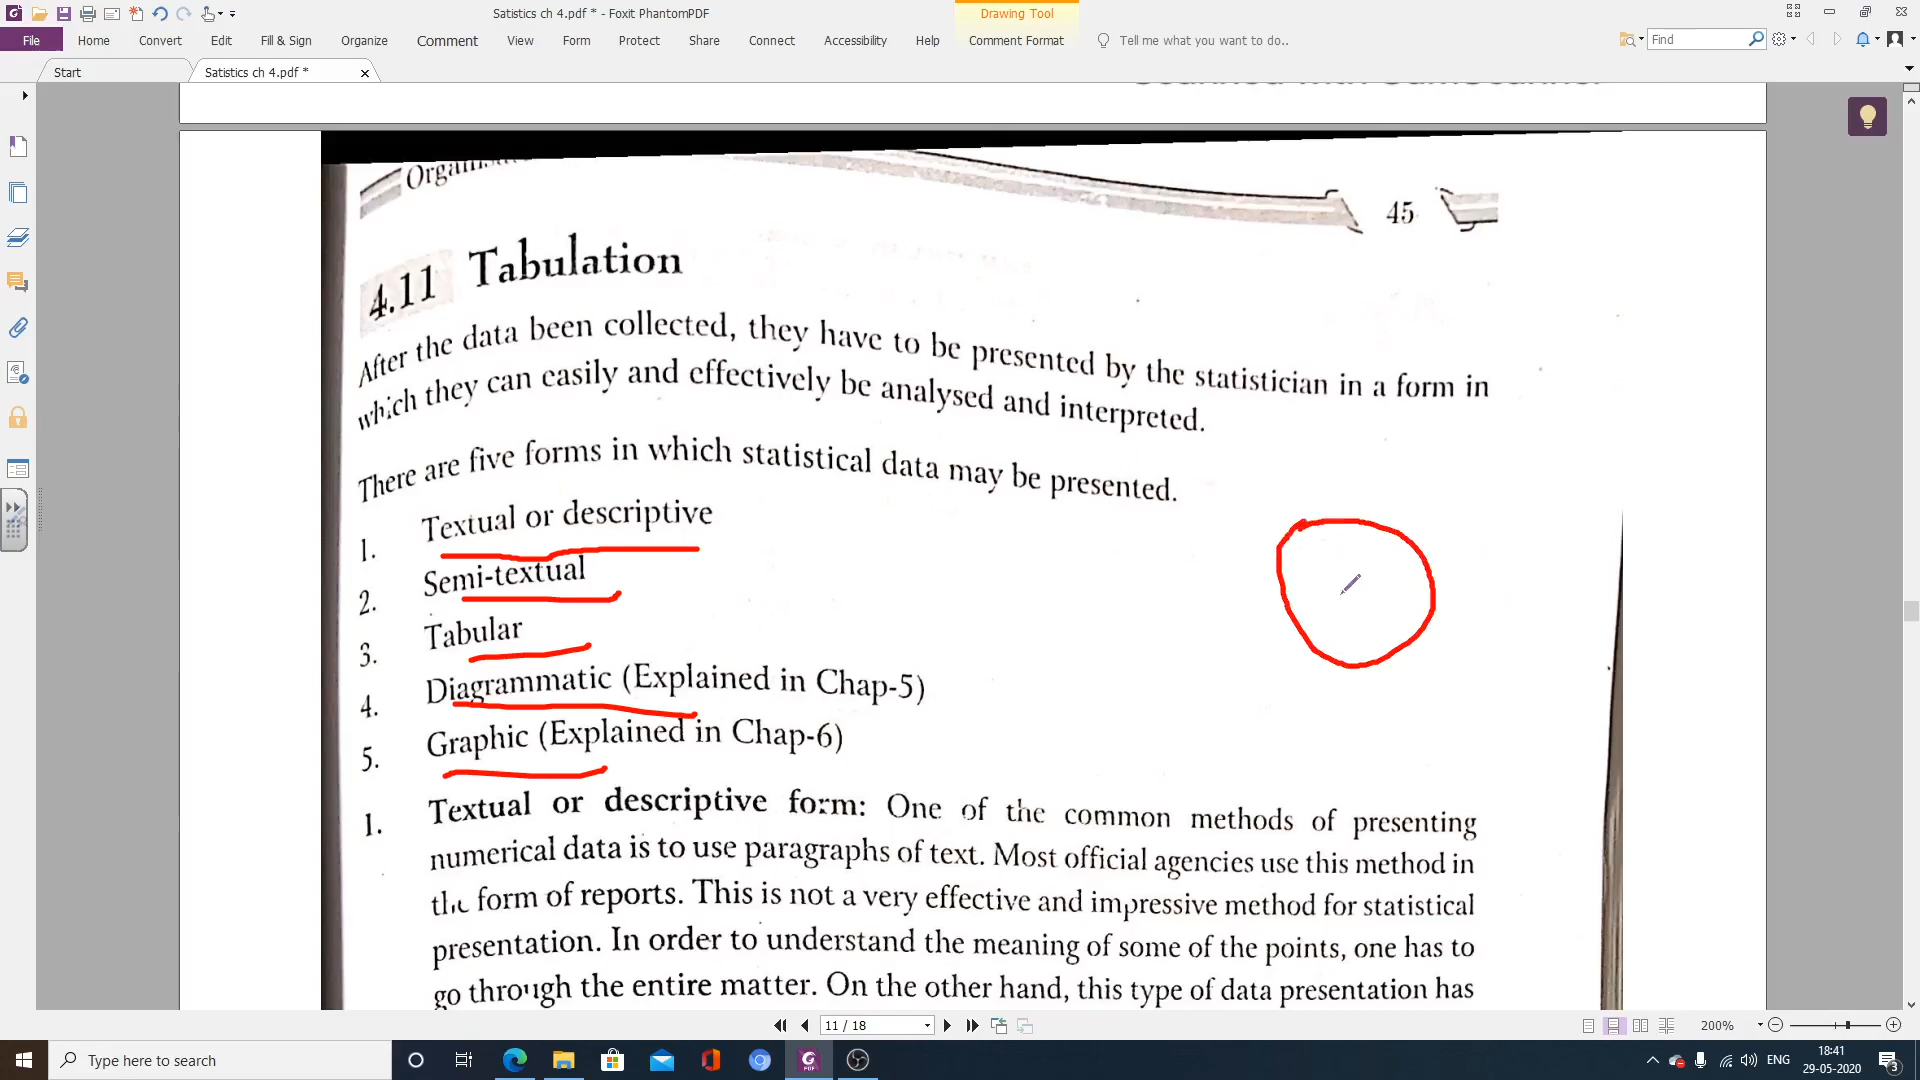 Satistics ch 4.pdf * - Foxit PhantomPDF
Drawing Tool
File Home Convert Edit Fill & Sign Organize Comment View Form Protect Share Connect Accessibility Help Comment Format Tell me what you want to do.. Find
Start Satistics ch 4.pdf *
45
4.11 Tabulation
After the data been collected, they have to be presented by the statistician in a form in
which they can easily and effectively be analysed and interpreted.
There are five forms in which statistical data may be presented.
1. Textual or descriptive
2. Semi-textual
3. Tabular
4. Diagrammatic (Explained in Chap-5)
5. Graphic (Explained in Chap-6)
1. Textual or descriptive form: One of the common methods of presenting
numerical data is to use paragraphs of text. Most official agencies use this method in
the form of reports. This is not a very effective and impressive method for statistical
presentation. In order to understand the meaning of some of the points, one has to
go through the entire matter. On the other hand, this type of data presentation has
11 / 18 200%
Type here to search ENG 18:41
29-05-2020 3